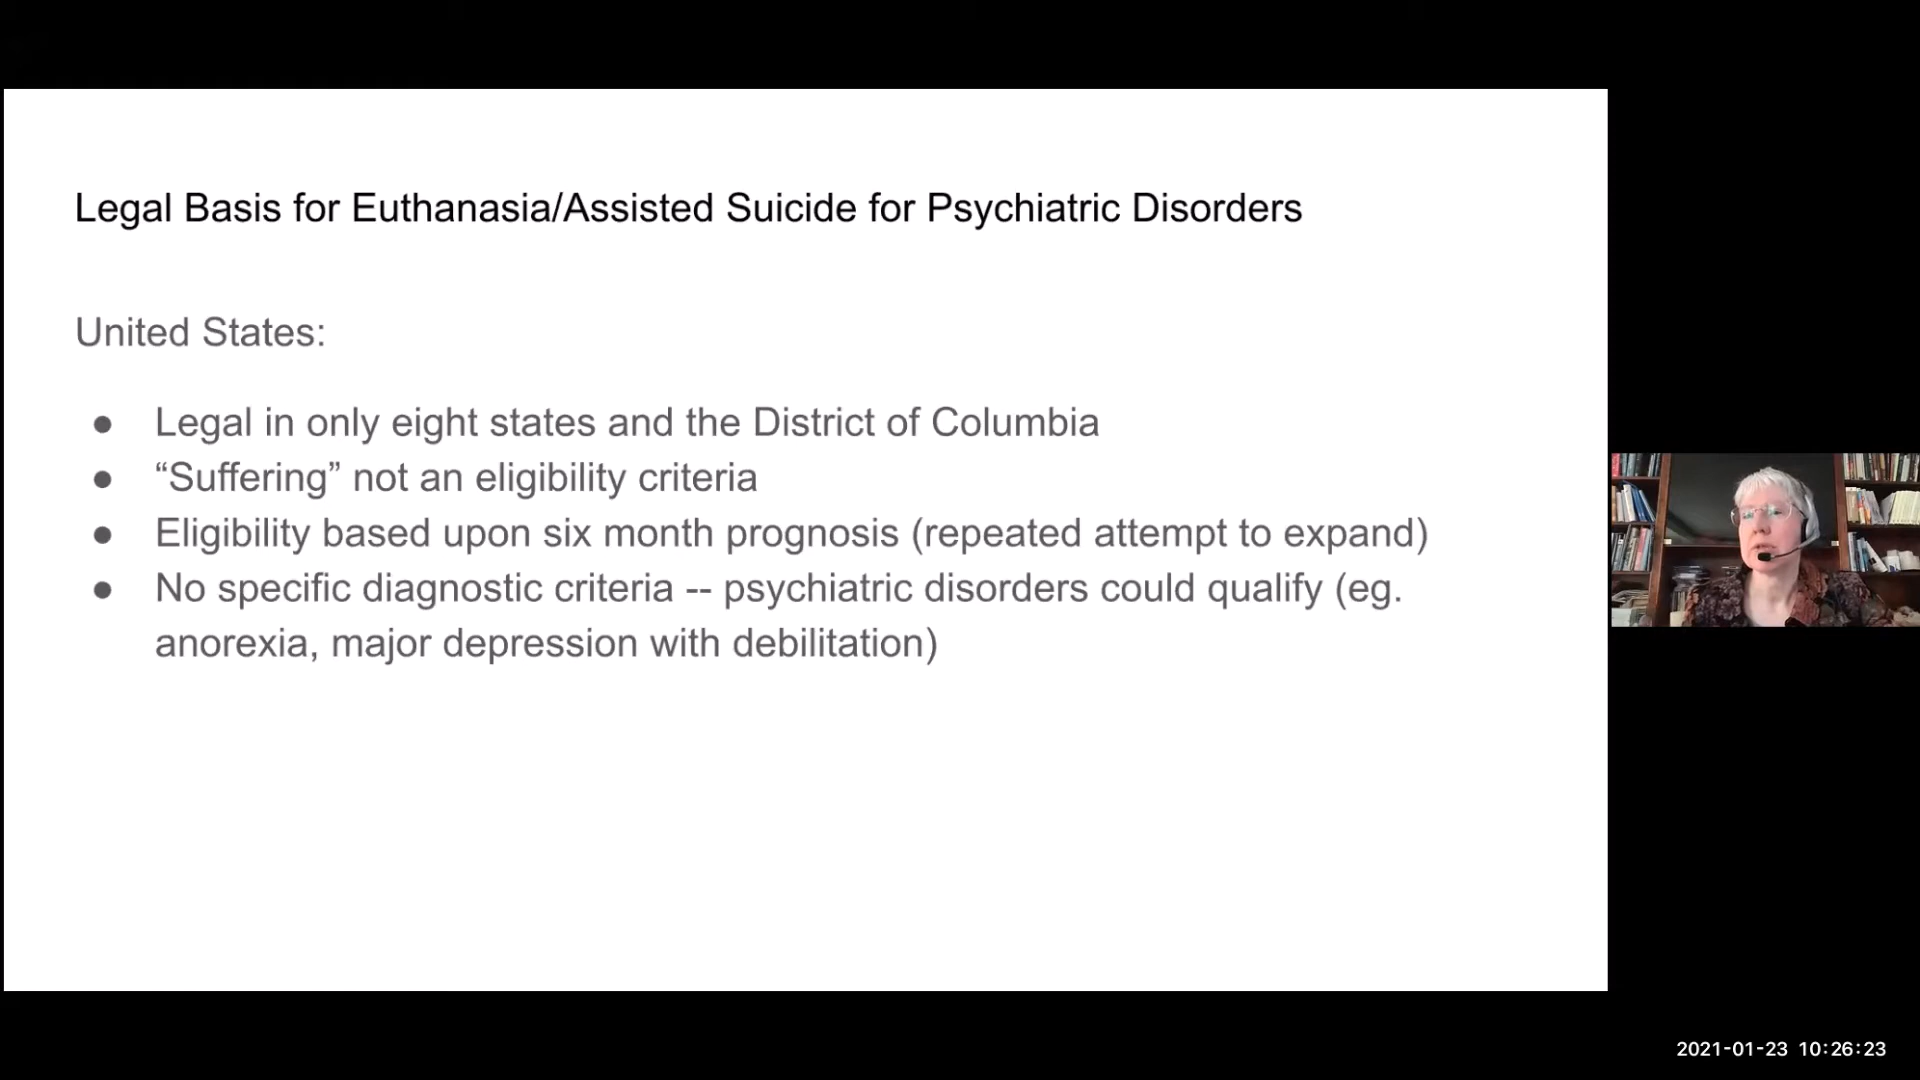 Legal Basis for Euthanasia/Assisted Suicide for Psychiatric Disorders
United States:
● Legal in only eight states and the District of Columbia
● “Suffering” not an eligibility criteria
● Eligibility based upon six month prognosis (repeated attempt to expand)
● No specific diagnostic criteria -- psychiatric disorders could qualify (eg.
anorexia, major depression with debilitation)
2021-01-23 10:26:23